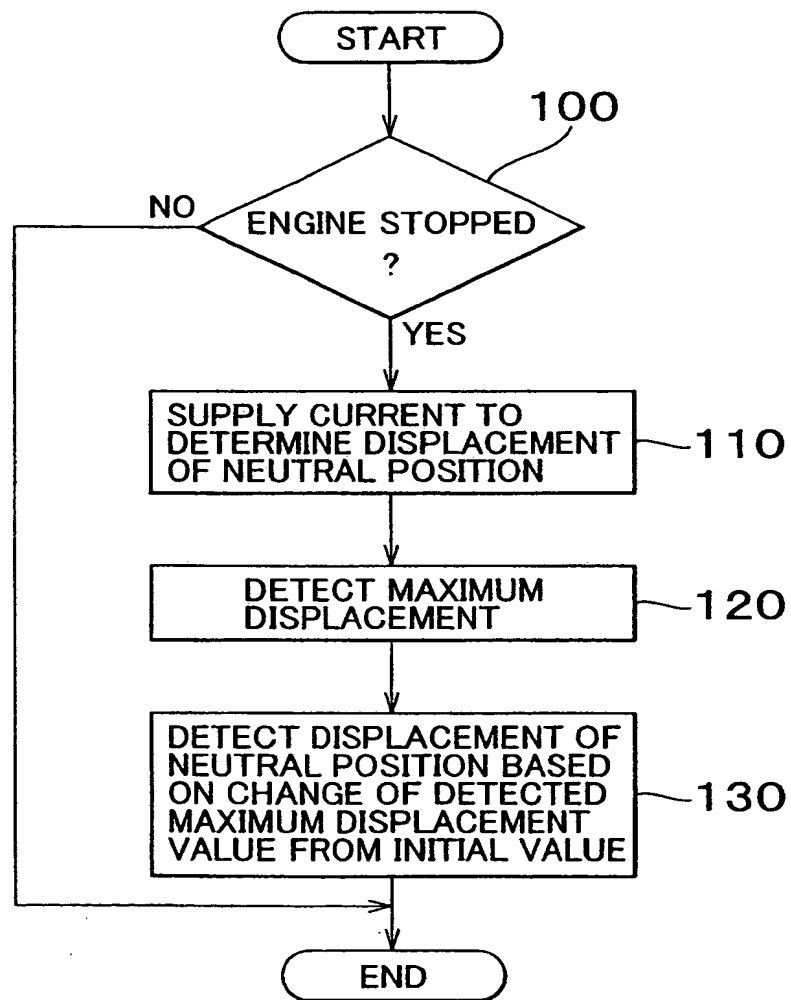 START
100
NO
ENGINE STOPPED
?
YES
SUPPLY CURRENT TO
DETERMINE DISPLACEMENT
OF NEUTRAL POSITION
110
DETECT MAXIMUM
DISPLACEMENT
120
DETECT DISPLACEMENT OF
NEUTRAL POSITION BASED
ON CHANGE OF DETECTED
MAXIMUM DISPLACEMENT
VALUE FROM INITIAL VALUE
130
END